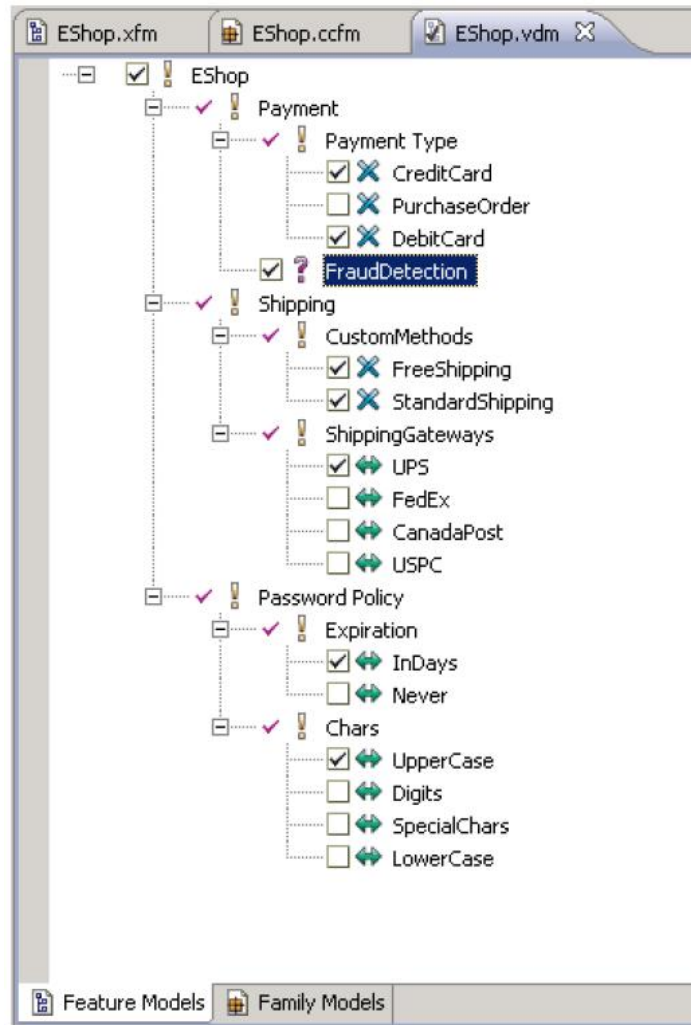 EShop.xfm EShop.ccfm EShop.vdm
EShop
Payment
Payment Type
CreditCard
PurchaseOrder
DebitCard
FraudDetection
Shipping
CustomMethods
FreeShipping
StandardShipping
ShippingGateways
UPS
FedEx
CanadaPost
USPC
Password Policy
Expiration
InDays
Never
Chars
UpperCase
Digits
SpecialChars
LowerCase
Feature Models Family Models